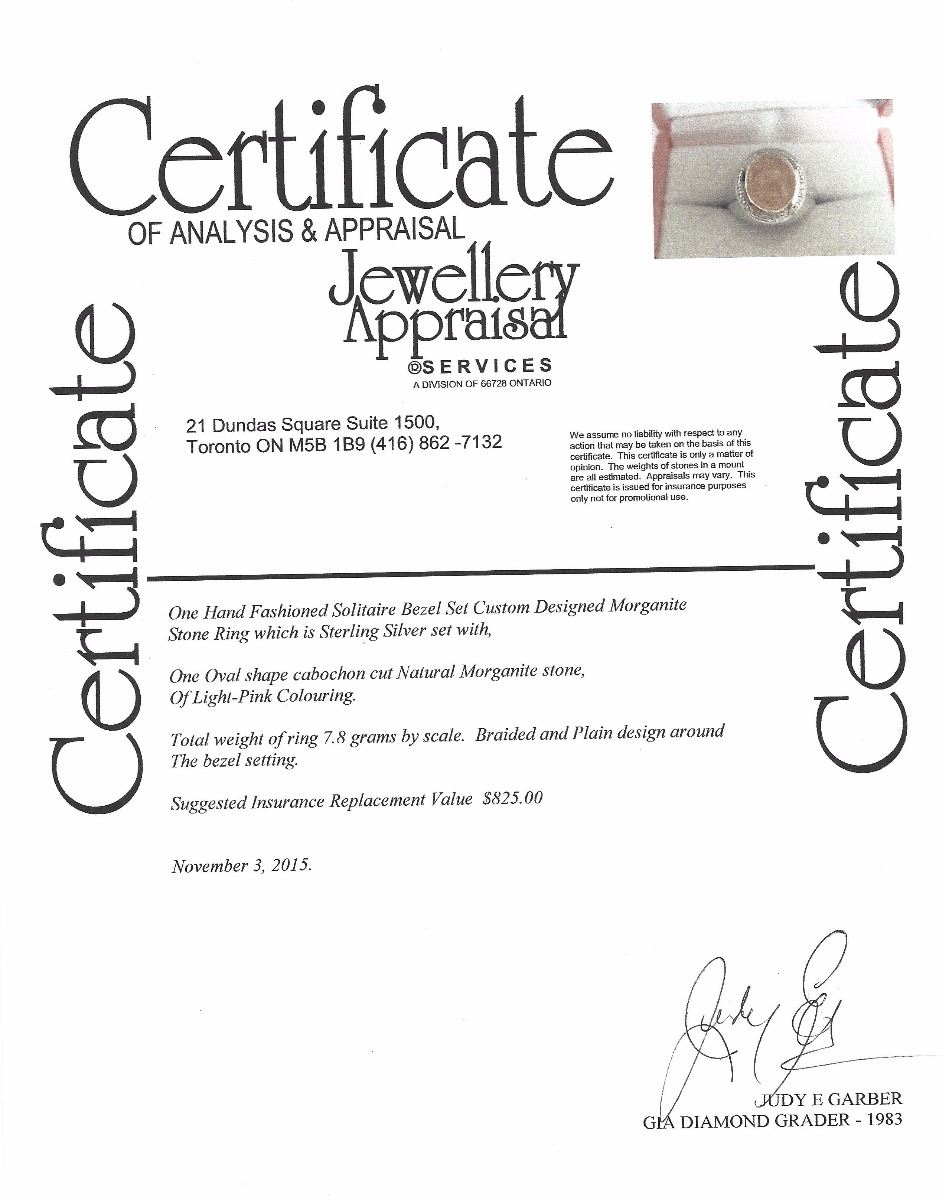 Certificate
OF ANALYSIS & APPRAISAL
Jewellery
Appraisal
®SERVICES
A DIVISION OF 66728 ONTARIO
21 Dundas Square Suite 1500,
Toronto ON M5B 1B9 (416) 862 -7132
We assume no liability with respect to any
action that may be taken on the basis of this
certificate. This certificate is only a matter of
opinion. The weights of stones in a mount
are all estimated. Appraisals may vary. This
certificate is issued for insurance purposes
only not for promotional use.
Certificate
Certificate
One Hand Fashioned Solitaire Bezel Set Custom Designed Morganite
Stone Ring which is Sterling Silver set with,
One Oval shape cabochon cut Natural Morganite stone,
Of Light-Pink Colouring.
Total weight of ring 7.8 grams by scale. Braided and Plain design around
The bezel setting.
Suggested Insurance Replacement Value $825.00
November 3, 2015.
JUDY E GARBER
GIA DIAMOND GRADER - 1983